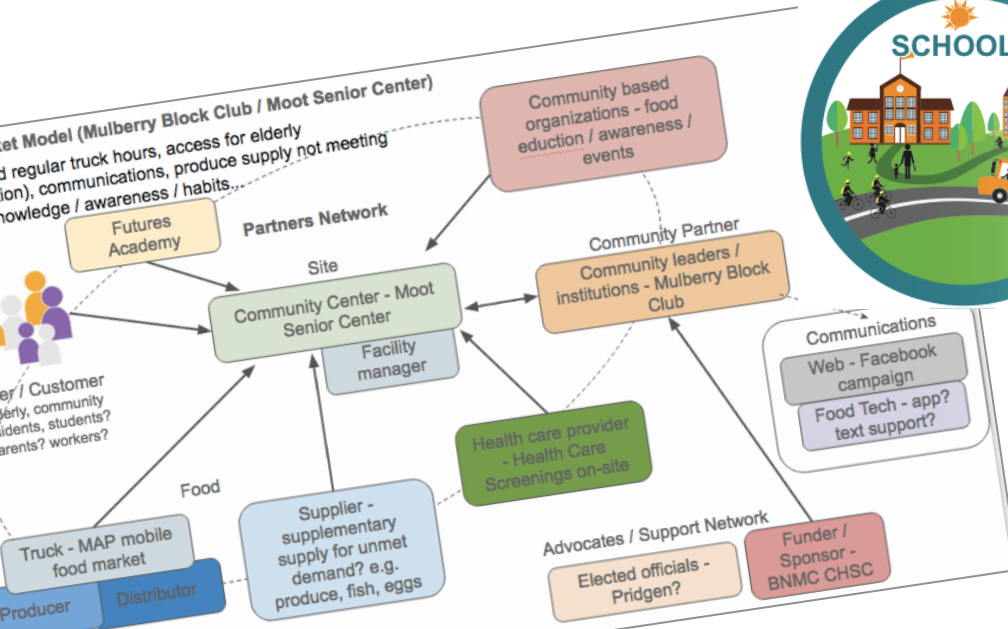 ket Model (Mulberry Block Club / Moot Senior Center)
d regular truck hours, access for elderly
ion), communications, produce supply not meeting
nowledge / awareness / habits...
Community based
organizations - food
eduction / awareness /
events
SCHOOL
Futures
Academy
Partners Network
Site
Community Center - Moot
Senior Center
Facility
manager
Community Partner
Community leaders /
institutions - Mulberry Block
Club
Communications
Web - Facebook
campaign
Food Tech - app?
text support?
er / Customer
erly, community
idents, students?
arents? workers?
Health care provider
- Health Care
Screenings on-site
Food
Truck - MAP mobile
food market
Producer
Distributor
Supplier -
supplementary
supply for unmet
demand? e.g.
produce, fish, eggs
Advocates / Support Network
Elected officials -
Pridgen?
Funder /
Sponsor -
BNMC CHSC